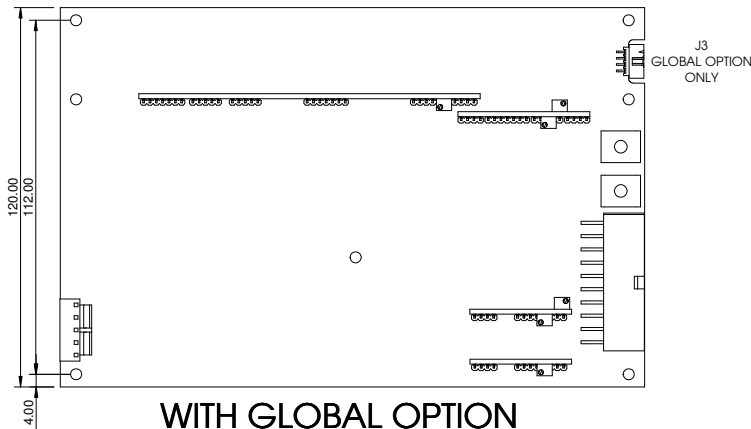 J3
GLOBAL OPTION
ONLY
120.00
112.00
4.00
WITH GLOBAL OPTION